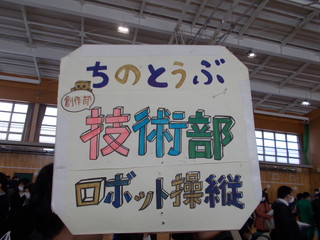 ちのとうぶ
創作部
技術部
ロボット操縦